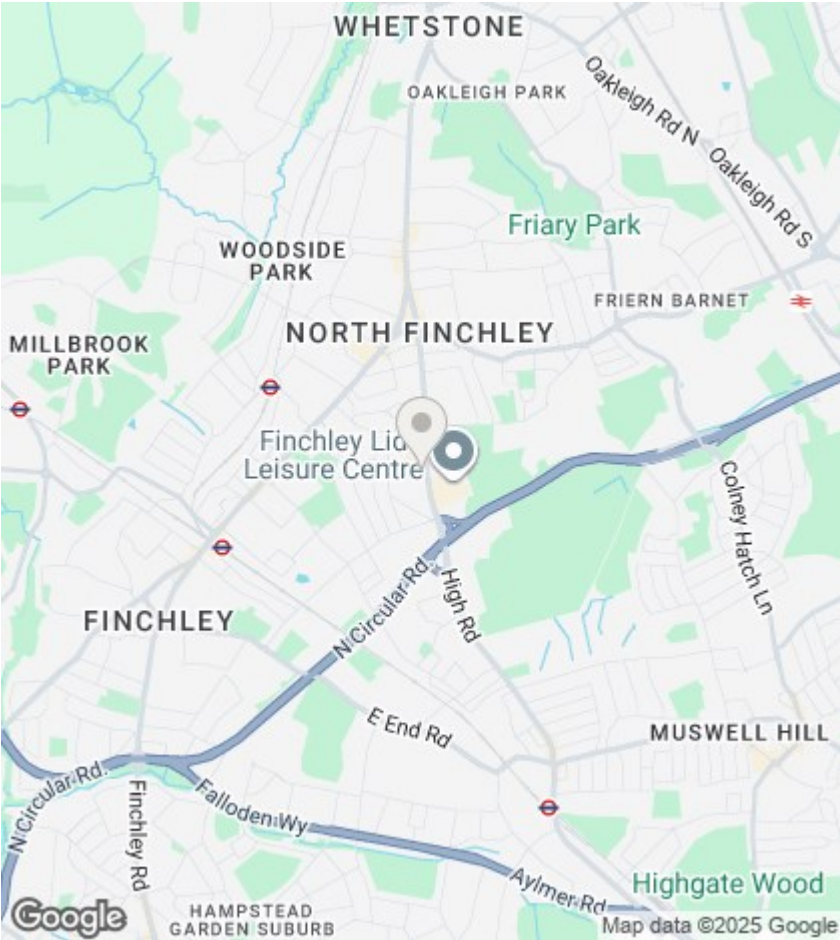 WHETSTONE
OAKLEIGH PARK
Oakleigh Rd N
Oakleigh Rd S
Friary Park
WOODSIDE
PARK
FRIERN BARNET
NORTH FINCHLEY
MILLBROOK
PARK
Finchley Lid
Leisure Centre
Colney Hatch Ln
High Rd
N Circular Rd.
FINCHLEY
E End Rd
MUSWELL HILL
N Circular Rd.
Finchley Rd
Falloden Wy
Aylmer Rd
Highgate Wood
HAMPSTEAD
GARDEN SUBURB
Google
Map data ©2025 Google